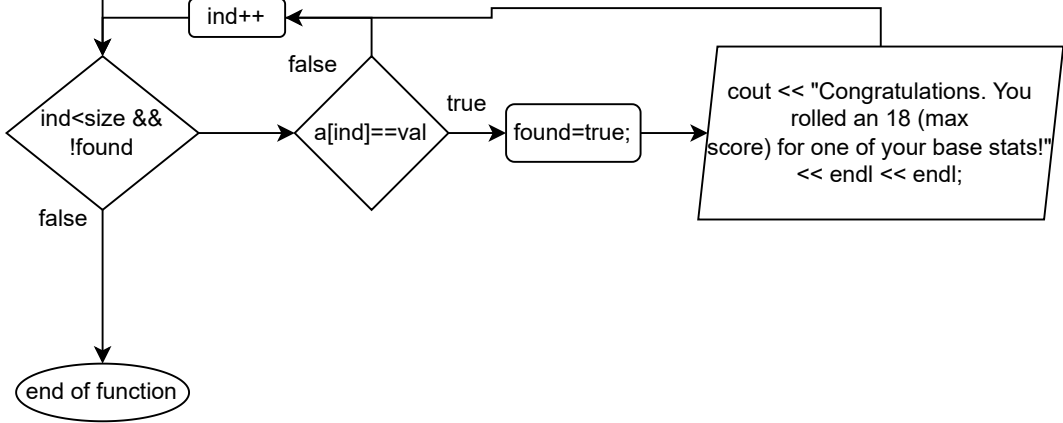 ind++
false
ind<size &&
!found
a[ind]==val
true
found=true;
cout << "Congratulations. You
rolled an 18 (max
score) for one of your base stats!"
<< endl << endl;
false
end of function